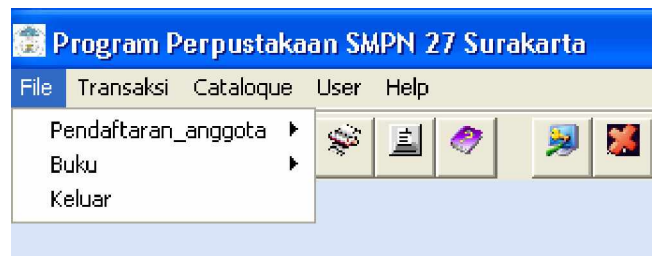 Program Perpustakaan SMPN 27 Surakarta
File Transaksi Cataloque User Help
Pendaftaran_anggota
Buku
Keluar